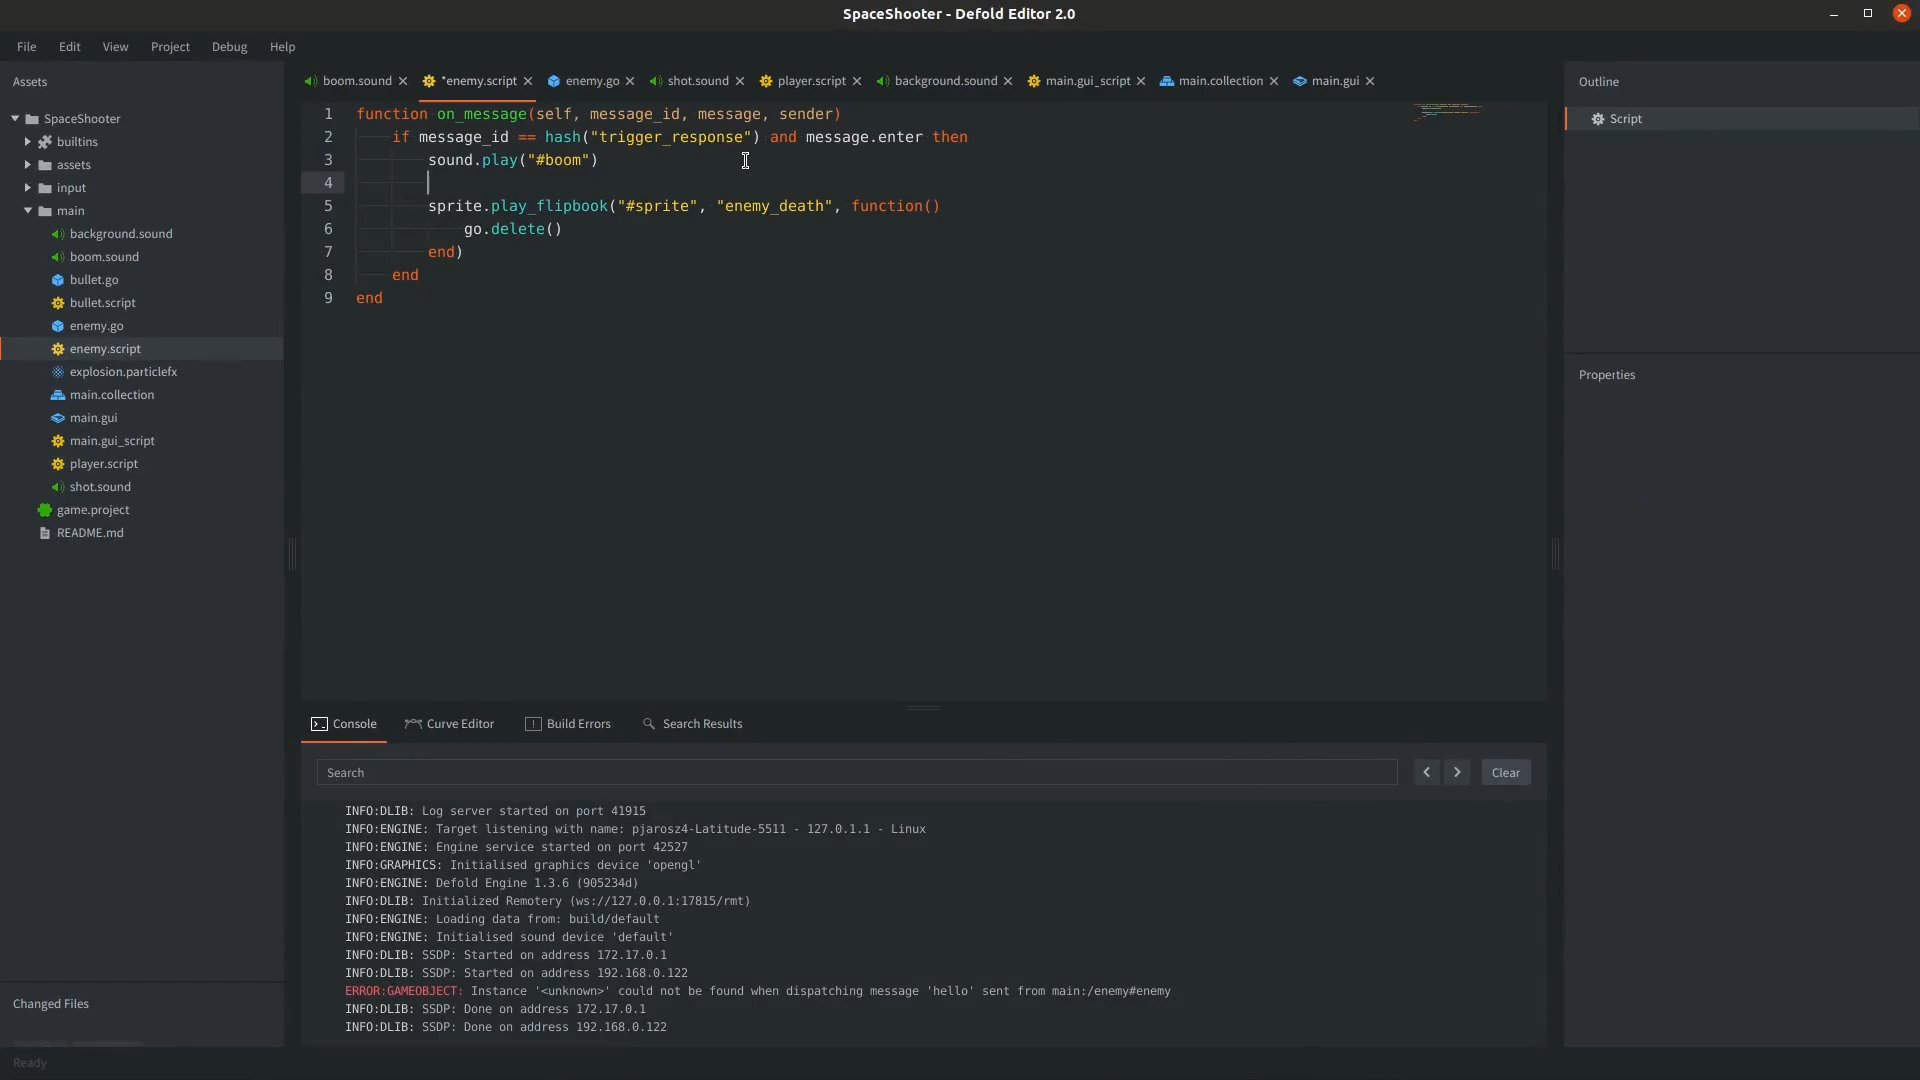 SpaceShooter - Defold Editor 2.0
File Edit View Project Debug Help
Assets
SpaceShooter
builtins
assets
input
main
background.sound
boom.sound
bullet.go
bullet.script
enemy.go
enemy.script
explosion.particlefx
main.collection
main.gui
main.gui_script
player.script
shot.sound
game.project
README.md
Changed Files
Ready
boom.sound *enemy.script enemy.go shot.sound player.script background.sound main.gui_script main.collection main.gui
1 function on_message(self, message_id, message, sender)
2 if message_id == hash("trigger_response") and message.enter then
3 sound.play("#boom")
4
5 sprite.play_flipbook("#sprite", "enemy_death", function()
6 go.delete()
7 end)
8 end
9 end
Console Curve Editor Build Errors Search Results
Search Clear
INFO:DLIB: Log server started on port 41915
INFO:ENGINE: Target listening with name: pjarosz4-Latitude-5511 - 127.0.1.1 - Linux
INFO:ENGINE: Engine service started on port 42527
INFO:GRAPHICS: Initialised graphics device 'opengl'
INFO:ENGINE: Defold Engine 1.3.6 (905234d)
INFO:DLIB: Initialized Remotery (ws://127.0.0.1:17815/rmt)
INFO:ENGINE: Loading data from: build/default
INFO:ENGINE: Initialised sound device 'default'
INFO:DLIB: SSDP: Started on address 172.17.0.1
INFO:DLIB: SSDP: Started on address 192.168.0.122
ERROR:GAMEOBJECT: Instance '<unknown>' could not be found when dispatching message 'hello' sent from main:/enemy#enemy
INFO:DLIB: SSDP: Done on address 172.17.0.1
INFO:DLIB: SSDP: Done on address 192.168.0.122
Outline
Script
Properties